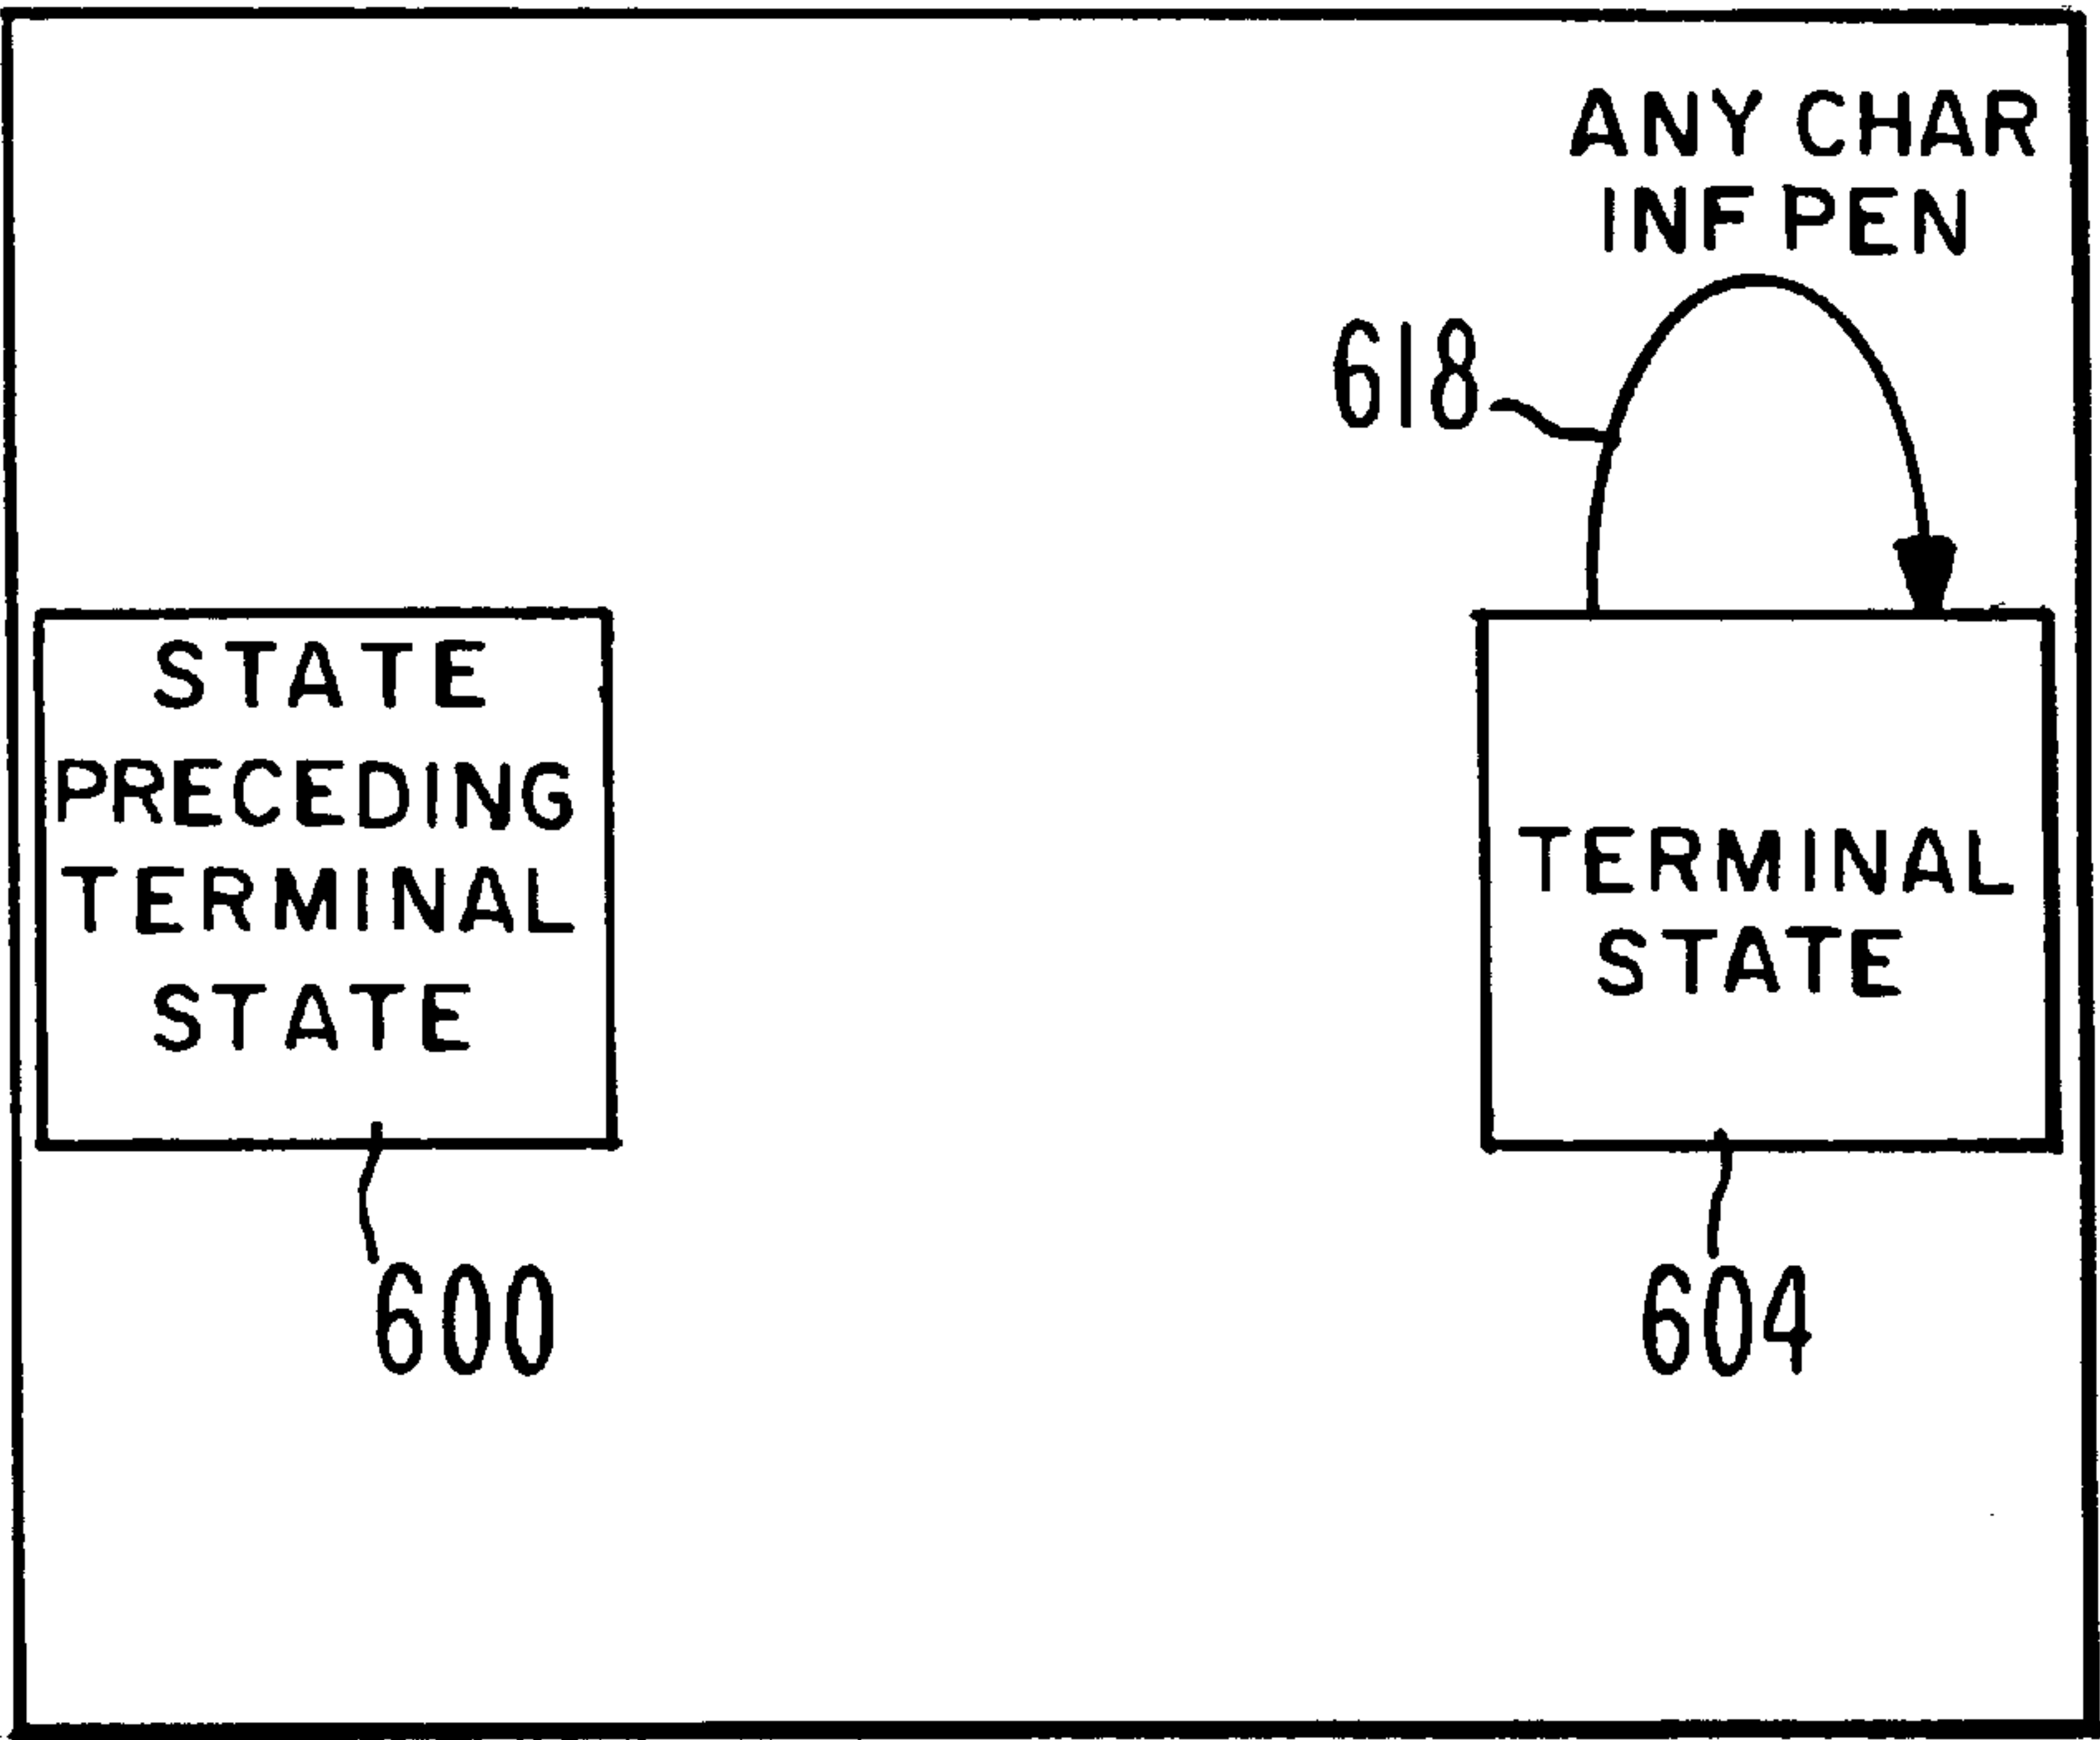 ANY CHAR
INF PEN
618
STATE
PRECEDING
TERMINAL
STATE
TERMINAL
STATE
600
604